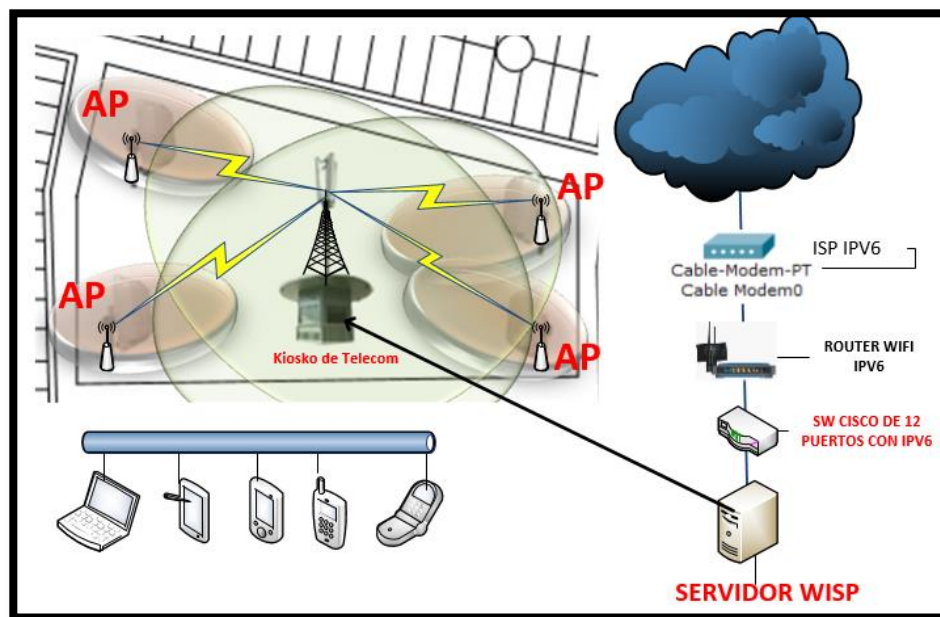 AP
AP
AP
AP
Kiosko de Telecom
ISP IPV6
Cable-Modem-PT
Cable Modem0
ROUTER WIFI
IPV6
SW CISCO DE 12
PUERTOS CON IPV6
SERVIDOR WISP